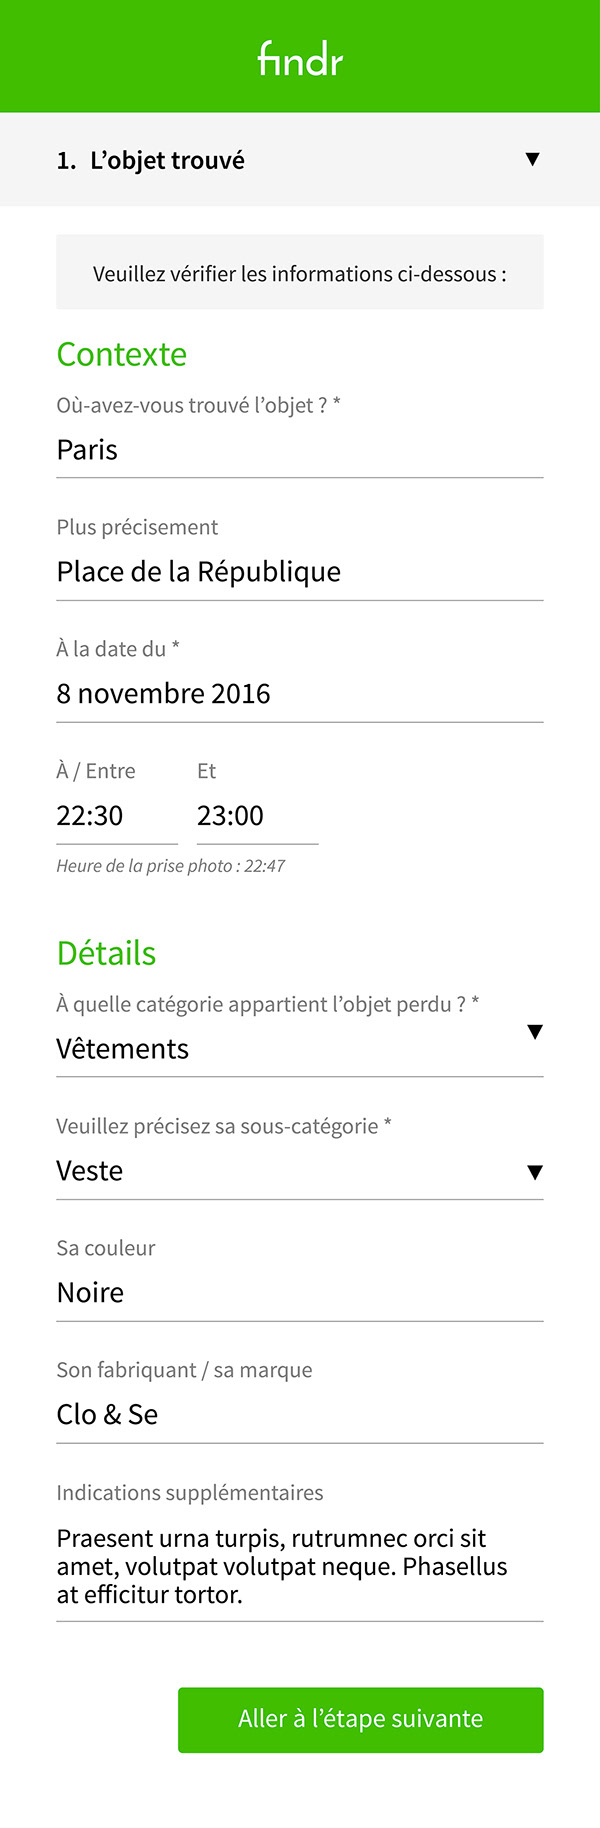 findr
1. L’objet trouvé ▼
Veuillez vérifier les informations ci-dessous :
Contexte
Où-avez-vous trouvé l’objet ? *
Paris
Plus précisement
Place de la République
À la date du *
8 novembre 2016
À / Entre Et
22:30 23:00
Heure de la prise photo : 22:47
Détails
À quelle catégorie appartient l’objet perdu ? *
Vêtements ▼
Veuillez précisez sa sous-catégorie *
Veste ▼
Sa couleur
Noire
Son fabriquant / sa marque
Clo & Se
Indications supplémentaires
Praesent urna turpis, rutrumnec orci sit
amet, volutpat volutpat neque. Phasellus
at efficitur tortor.
Aller à l’étape suivante